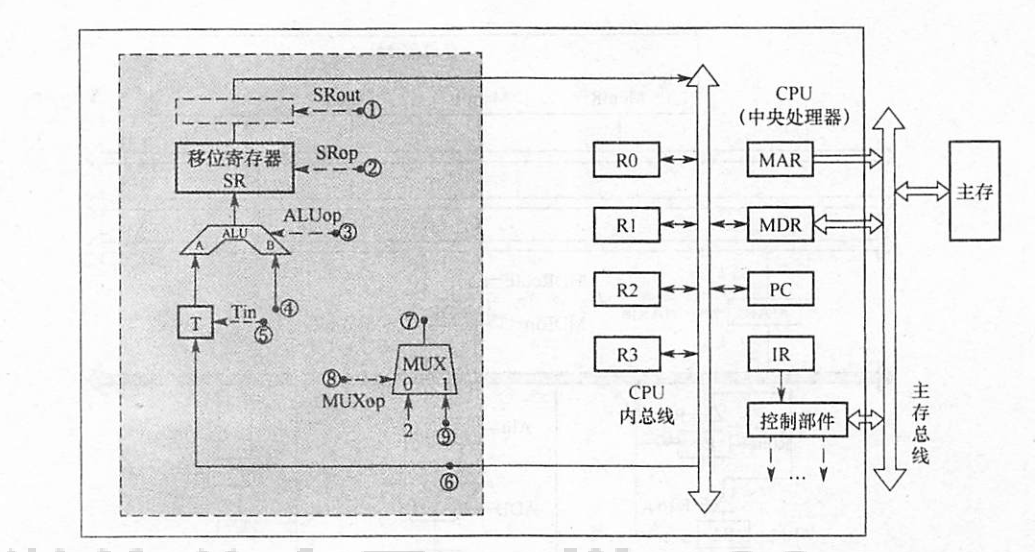 SRout
①
CPU
（中央处理器）
移位寄存器
SR
SRop
②
R0
MAR
主存
ALUop
③
ALU
A
B
R1
MDR
④
R2
PC
T
Tin
⑤
⑦
MUX
0
1
⑧
MUXop
2
⑨
R3
IR
CPU
内总线
控制部件
…
主存总线
⑥